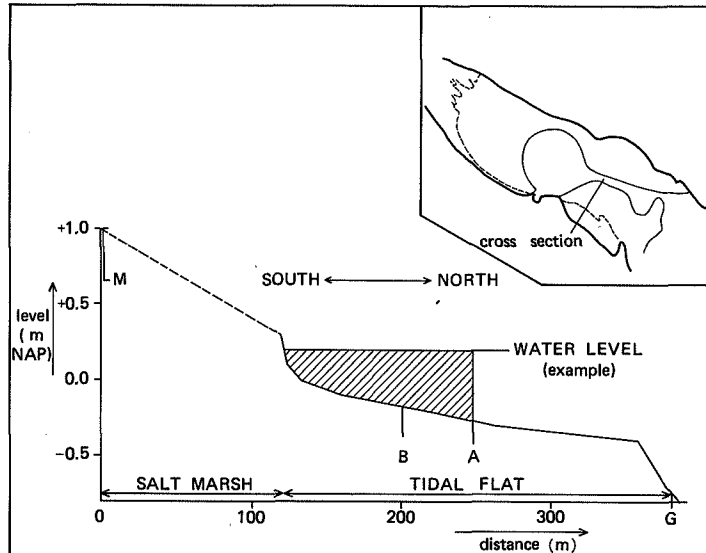 cross section
+1.0
M
SOUTH NORTH
level
+0.5
(m
NAP)
WATER LEVEL
(example)
0.0
B A
-0.5
SALT MARSH TIDAL FLAT
0 100 200 300 G
distance (m)